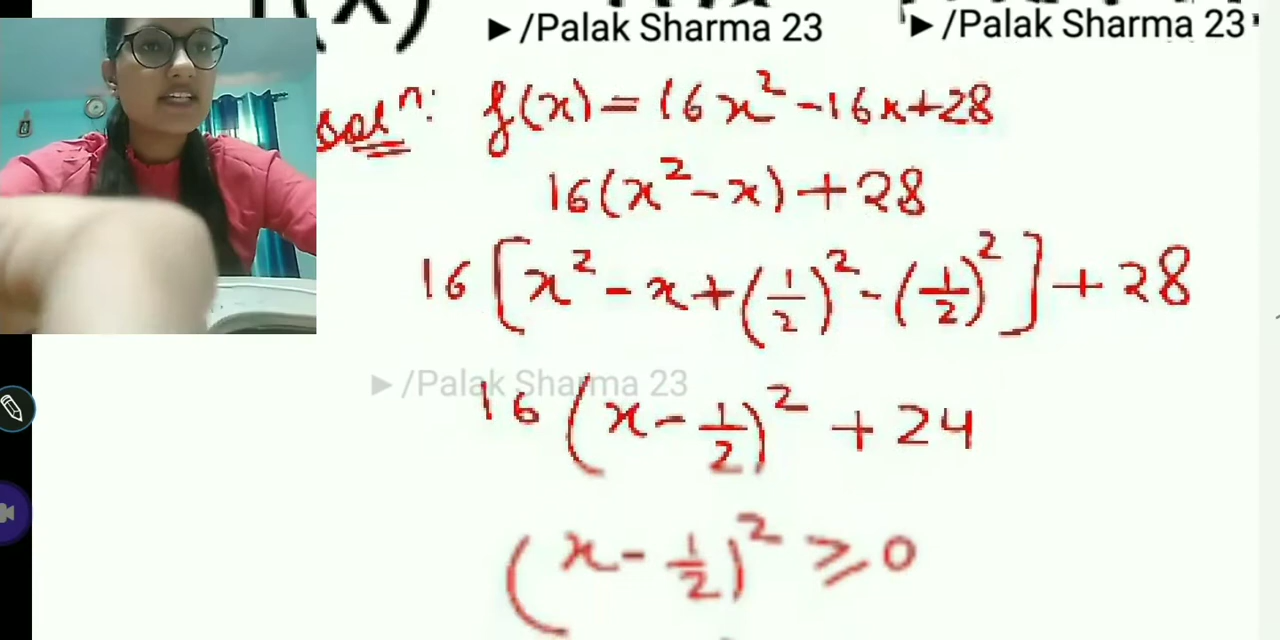 ▶/Palak Sharma 23 ▶/Palak Sharma 23
Solⁿ: f(x) = 16x² - 16x + 28
16(x² - x) + 28
16[x² - x + (1/2)² - (1/2)²] + 28
▶/Palak Sharma 23
16(x - 1/2)² + 24
(x - 1/2)² ≥ 0